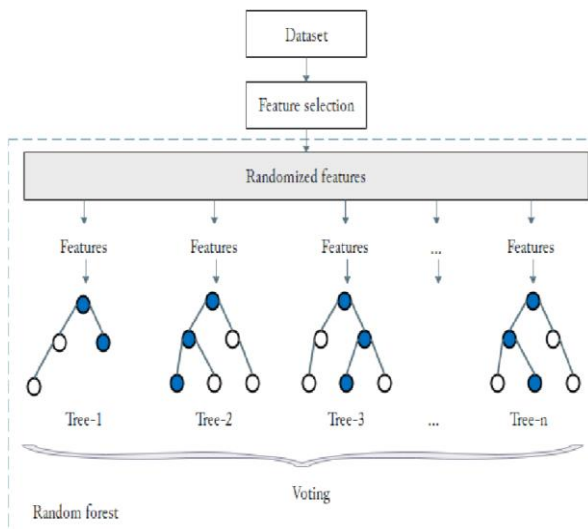 Dataset
Feature selection
Randomized features
Features Features Features ... Features
Tree-1 Tree-2 Tree-3 ... Tree-n
Voting
Random forest